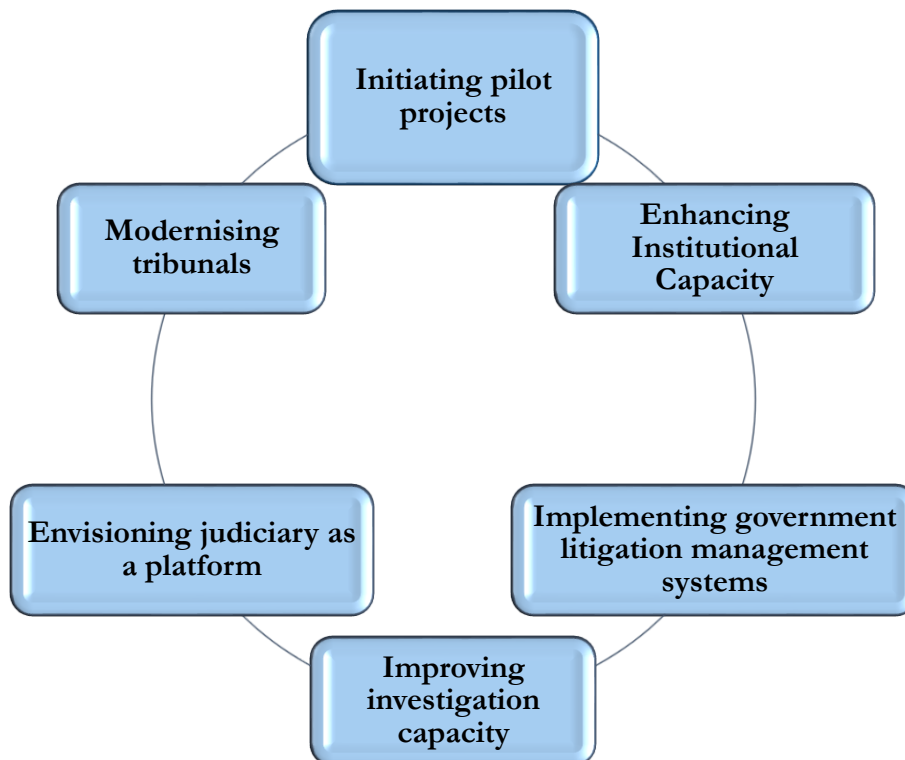 Initiating pilot
projects
Enhancing
Institutional
Capacity
Implementing government
litigation management
systems
Improving
investigation
capacity
Envisioning judiciary as
a platform
Modernising
tribunals